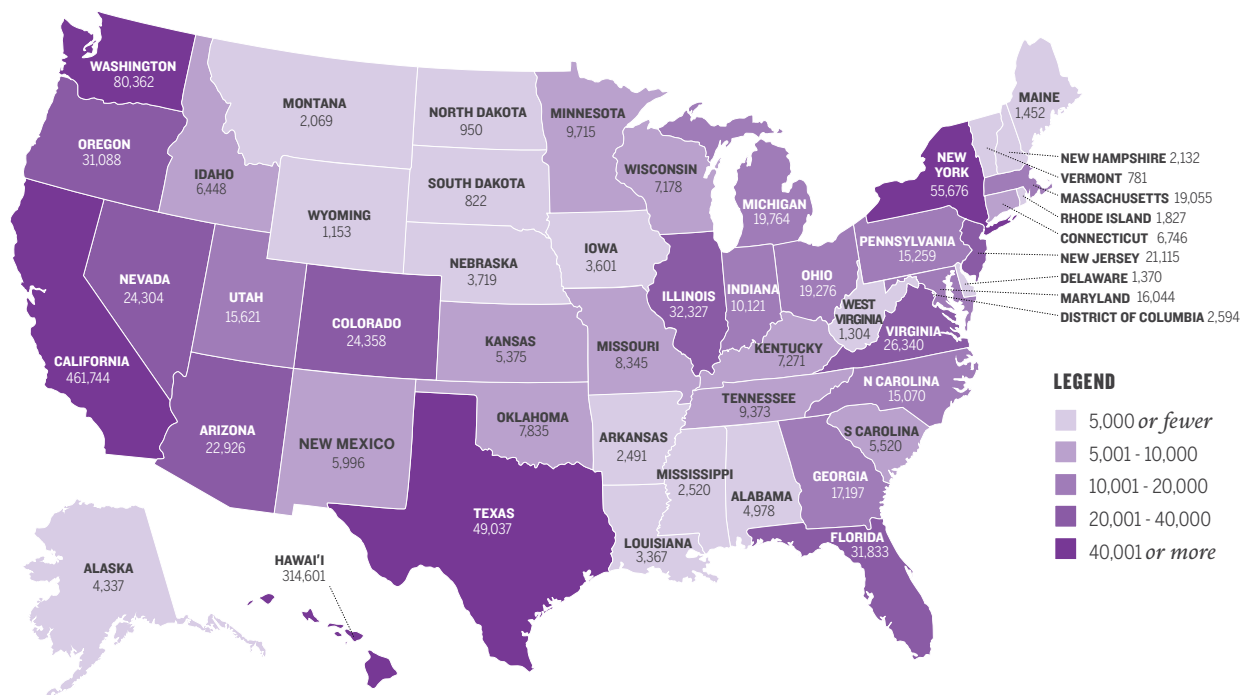 WASHINGTON
80,362
OREGON
31,088
CALIFORNIA
461,744
NEVADA
24,304
IDAHO
6,448
MONTANA
2,069
WYOMING
1,153
UTAH
15,621
ARIZONA
22,926
COLORADO
24,358
NEW MEXICO
5,996
NORTH DAKOTA
950
SOUTH DAKOTA
822
NEBRASKA
3,719
KANSAS
5,375
OKLAHOMA
7,835
TEXAS
49,037
MINNESOTA
9,715
IOWA
3,601
MISSOURI
8,345
ARKANSAS
2,491
LOUISIANA
3,367
WISCONSIN
7,178
ILLINOIS
32,327
MICHIGAN
19,764
INDIANA
10,121
OHIO
19,276
KENTUCKY
7,271
TENNESSEE
9,373
MISSISSIPPI
2,520
ALABAMA
4,978
GEORGIA
17,197
FLORIDA
31,833
S CAROLINA
5,520
N CAROLINA
15,070
VIRGINIA
26,340
WEST
VIRGINIA
1,304
PENNSYLVANIA
15,259
NEW
YORK
55,676
MAINE
1,452
NEW HAMPSHIRE 2,132
VERMONT 781
MASSACHUSETTS 19,055
RHODE ISLAND 1,827
CONNECTICUT 6,746
NEW JERSEY 21,115
DELAWARE 1,370
MARYLAND 16,044
DISTRICT OF COLUMBIA 2,594
ALASKA
4,337
HAWAI'I
314,601
LEGEND
5,000 or fewer
5,001 - 10,000
10,001 - 20,000
20,001 - 40,000
40,001 or more